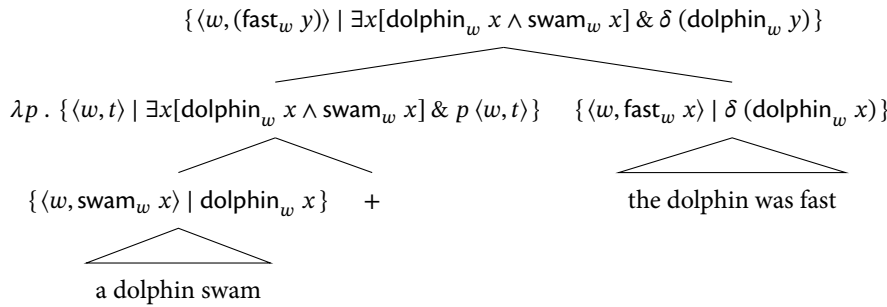 {⟨w, (fast_w y)⟩ | ∃x[dolphin_w x ∧ swam_w x] & δ (dolphin_w y)}
λp . {⟨w, t⟩ | ∃x[dolphin_w x ∧ swam_w x] & p ⟨w, t⟩} {⟨w, fast_w x⟩ | δ (dolphin_w x)}
{⟨w, swam_w x⟩ | dolphin_w x} + the dolphin was fast
a dolphin swam